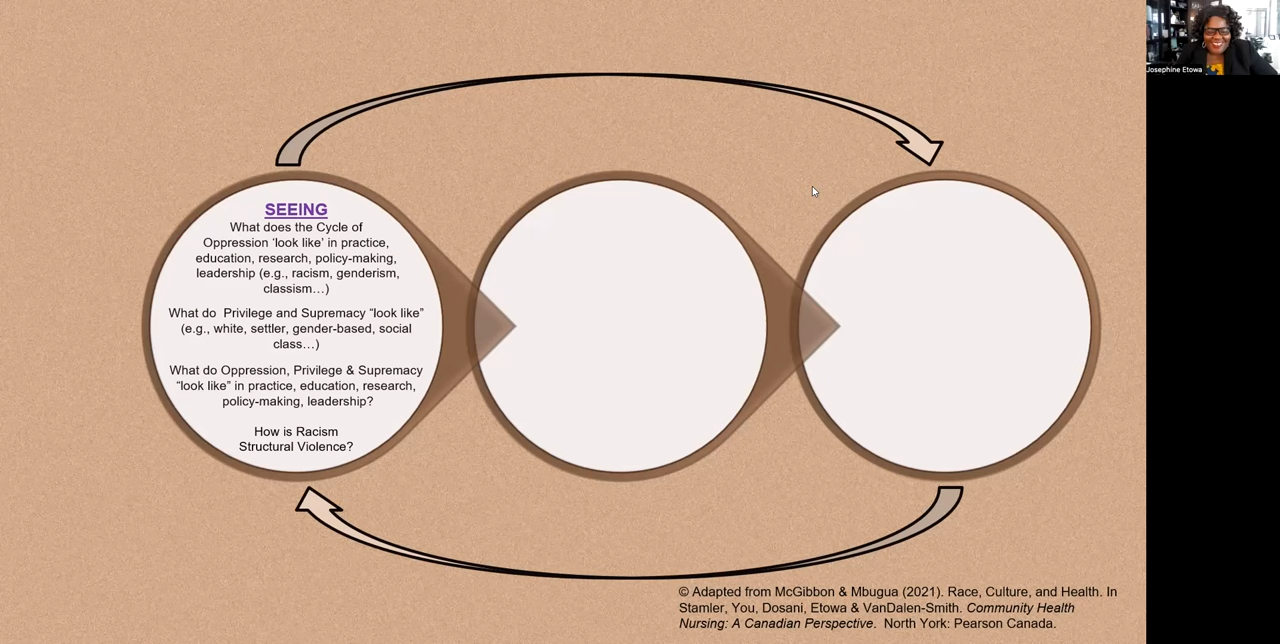 Josephine Etowa
SEEING
What does the Cycle of
Oppression ‘look like’ in practice,
education, research, policy-making,
leadership (e.g., racism, genderism,
classism…)
What do Privilege and Supremacy “look like”
(e.g., white, settler, gender-based, social
class…)
What do Oppression, Privilege & Supremacy
“look like” in practice, education, research,
policy-making, leadership?
How is Racism
Structural Violence?
© Adapted from McGibbon & Mbugua (2021). Race, Culture, and Health. In
Stamler, You, Dosani, Etowa & VanDalen-Smith. Community Health
Nursing: A Canadian Perspective. North York: Pearson Canada.